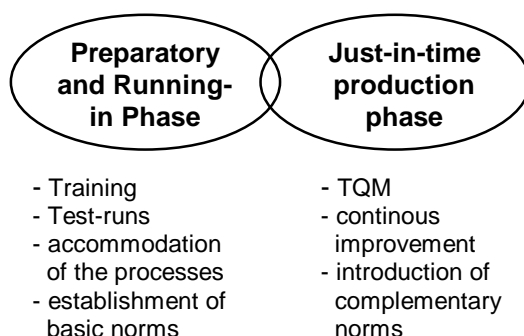 Preparatory
and Running-
in Phase
Just-in-time
production
phase
- Training
- Test-runs
- accommodation
of the processes
- establishment of
basic norms
- TQM
- continous
improvement
- introduction of
complementary
norms